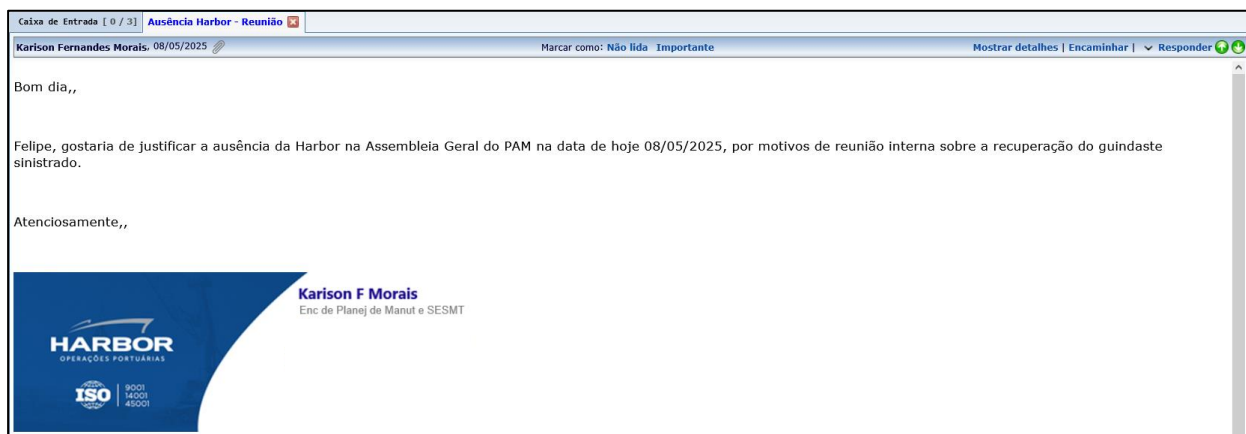 Caixa de Entrada [ 0 / 3] Ausência Harbor - Reunião
Karison Fernandes Morais, 08/05/2025 Marcar como: Não lida Importante Mostrar detalhes | Encaminhar | Responder
Bom dia,,
Felipe, gostaria de justificar a ausência da Harbor na Assembleia Geral do PAM na data de hoje 08/05/2025, por motivos de reunião interna sobre a recuperação do guindaste
sinistrado.
Atenciosamente,,
Karison F Morais
Enc de Planej de Manut e SESMT
HARBOR
OPERAÇÕES PORTUÁRIAS
ISO
9001
14001
45001